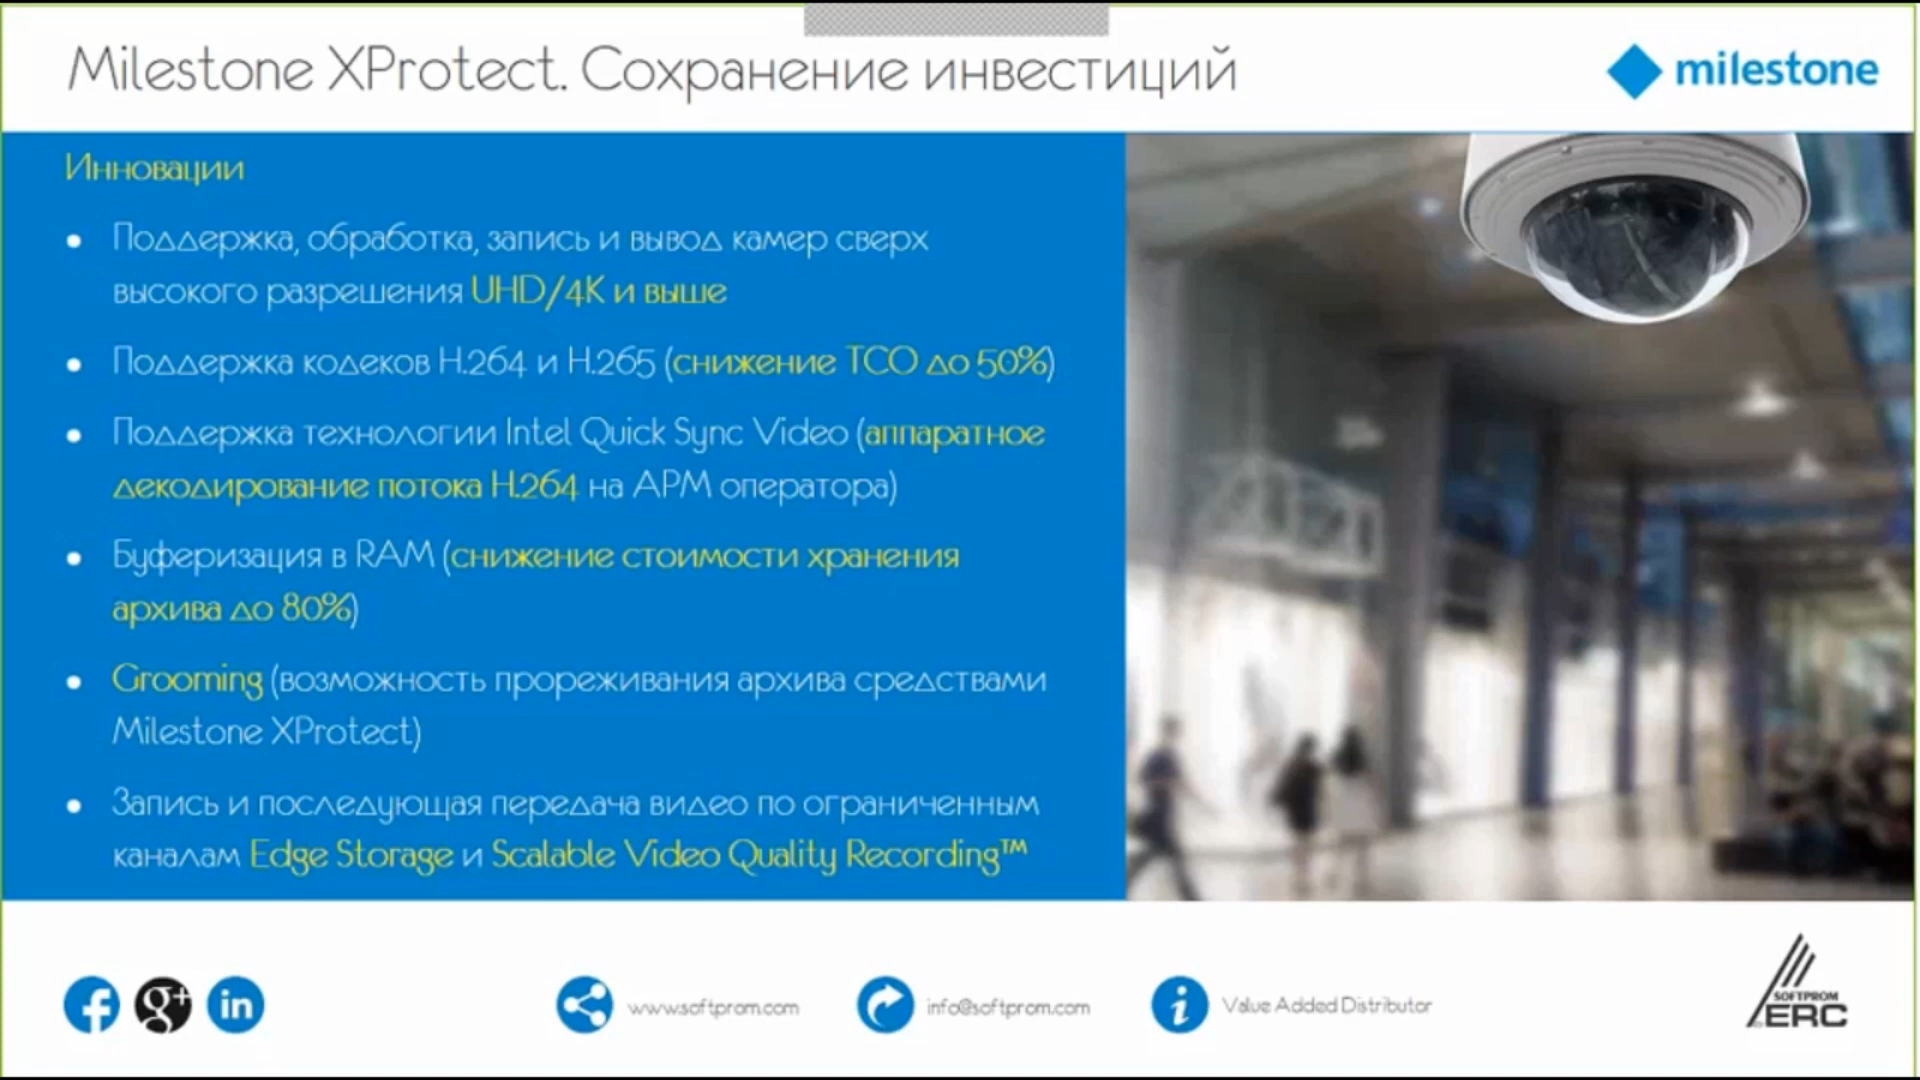 Milestone XProtect. Сохранение инвестиций
milestone
Инновации
Поддержка, обработка, запись и вывод камер сверх
высокого разрешения UHD/4K и выше
Поддержка кодеков H.264 и H.265 (снижение TCO до 50%)
Поддержка технологии Intel Quick Sync Video (аппаратное
декодирование потока H.264 на АРМ оператора)
Буферизация в RAM (снижение стоимости хранения
архива до 80%)
Grooming (возможность прореживания архива средствами
Milestone XProtect)
Запись и последующая передача видео по ограниченным
каналам Edge Storage и Scalable Video Quality Recording™
www.softprom.com
info@softprom.com
Value Added Distributor
SOFTPROM
ERC